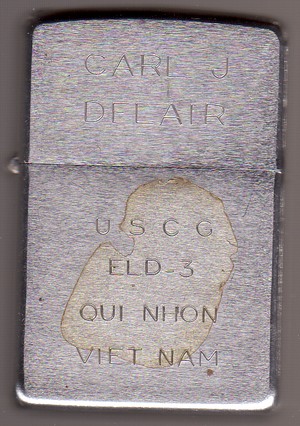 CARL J
DELAIR
U S C G
ELD-3
QUI NHON
VIET NAM